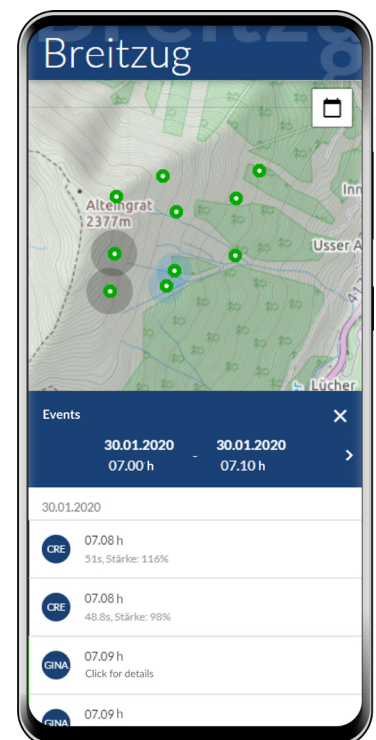 Breitzug
Alteingrat
2377m
Inn
Usser A
Lücher
Events
30.01.2020
30.01.2020
07.00 h
-
07.10 h
30.01.2020
CRE
07.08 h
51s, Stärke: 116%
CRE
07.08 h
48.8s, Stärke: 98%
GINA
07.09 h
Click for details
GINA
07.09 h